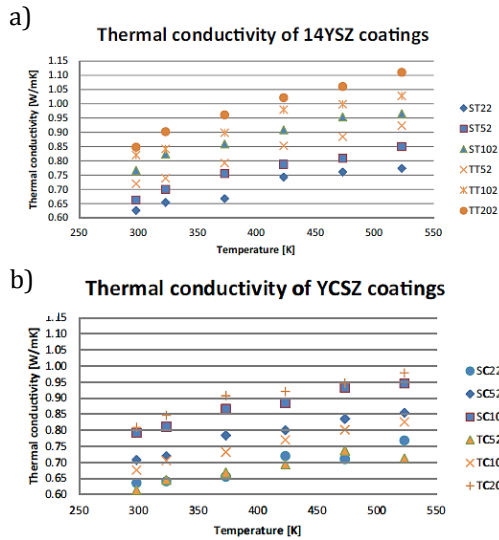 a)
Thermal conductivity of 14YSZ coatings
Thermal conductivity [W/mK]
1.15
1.10
1.05
1.00
0.95
0.90
0.85
0.80
0.75
0.70
0.65
0.60
250 300 350 400 450 500 550
Temperature [K]
ST22
ST52
ST102
TT52
TT102
TT202
b)
Thermal conductivity of YCSZ coatings
Thermal conductivity [W/mK]
1.15
1.10
1.05
1.00
0.95
0.90
0.85
0.80
0.75
0.70
0.65
0.60
250 300 350 400 450 500 550
Temperature [K]
SC22
SC52
SC10
TC52
TC10
TC20